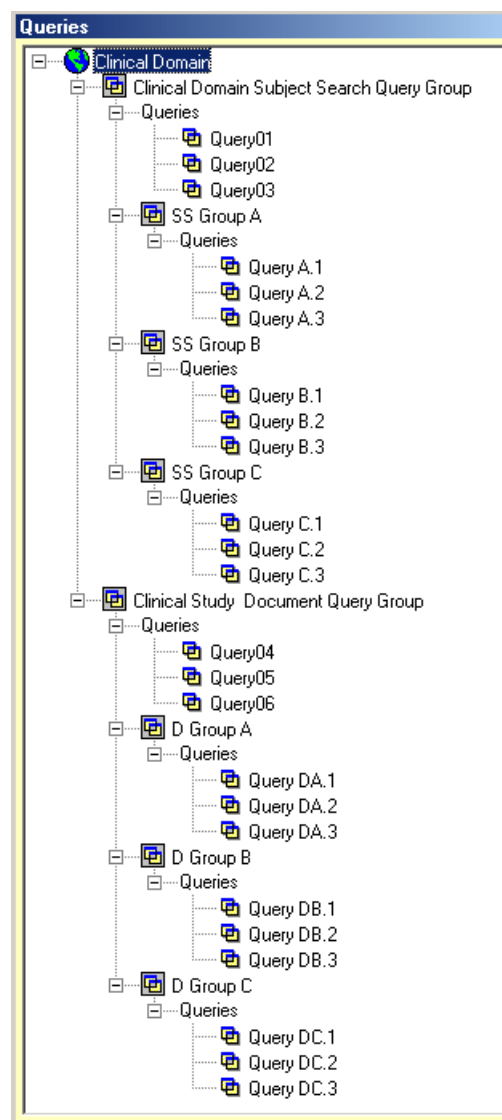 Queries
Clinical Domain
Clinical Domain Subject Search Query Group
Queries
Query01
Query02
Query03
SS Group A
Queries
Query A.1
Query A.2
Query A.3
SS Group B
Queries
Query B.1
Query B.2
Query B.3
SS Group C
Queries
Query C.1
Query C.2
Query C.3
Clinical Study  Document Query Group
Queries
Query04
Query05
Query06
D Group A
Queries
Query DA.1
Query DA.2
Query DA.3
D Group B
Queries
Query DB.1
Query DB.2
Query DB.3
D Group C
Queries
Query DC.1
Query DC.2
Query DC.3